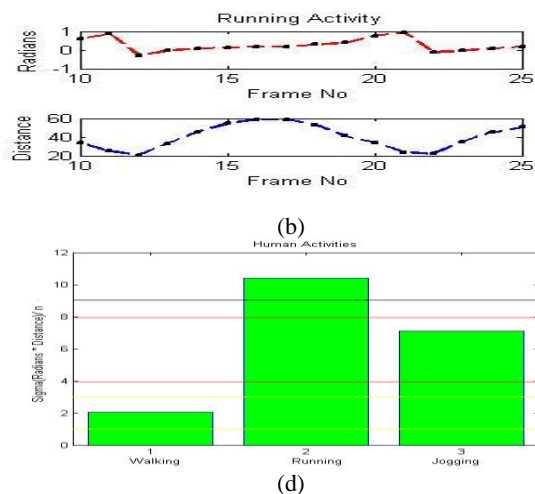 Running Activity
Radians
1
0
-1
10 15 20 25
Frame No
Distance
60
40
20
10 15 20 25
Frame No
(b)
Human Activities
Sigma(Radians * Distance)/ n
12
10
8
6
4
2
0
1 2 3
Walking Running Jogging
(d)